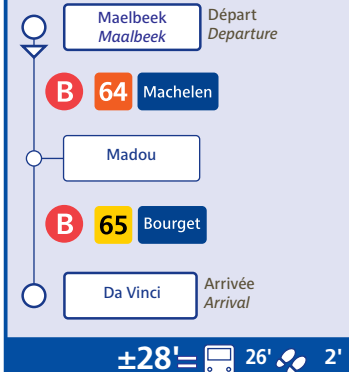 Maelbeek Départ
Maalbeek Departure
B 64 Machelen
Madou
B 65 Bourget
Da Vinci Arrivée
Arrival
±28'= 26' 2'